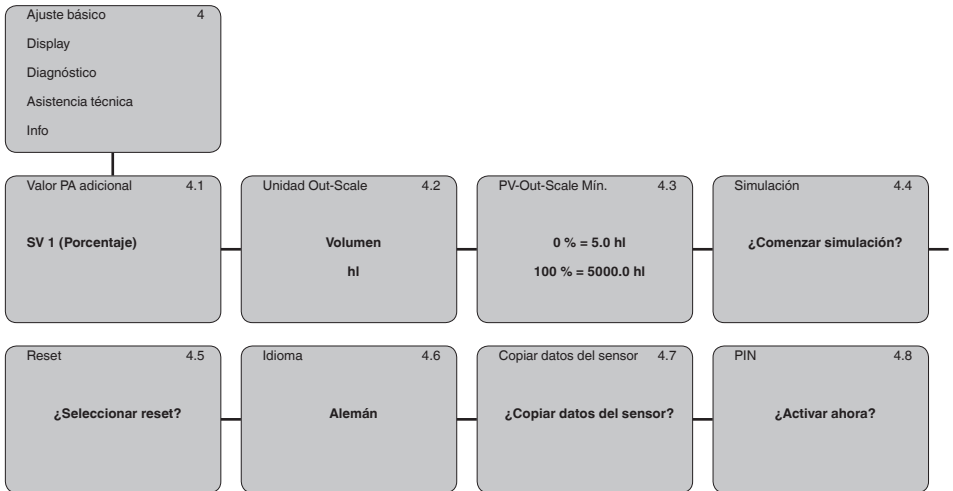 Ajuste básico 4
Display
Diagnóstico
Asistencia técnica
Info
Valor PA adicional 4.1
SV 1 (Porcentaje)
Unidad Out-Scale 4.2
Volumen
hl
PV-Out-Scale Mín. 4.3
0 % = 5.0 hl
100 % = 5000.0 hl
Simulación 4.4
¿Comenzar simulación?
Reset 4.5
¿Seleccionar reset?
Idioma 4.6
Alemán
Copiar datos del sensor 4.7
¿Copiar datos del sensor?
PIN 4.8
¿Activar ahora?